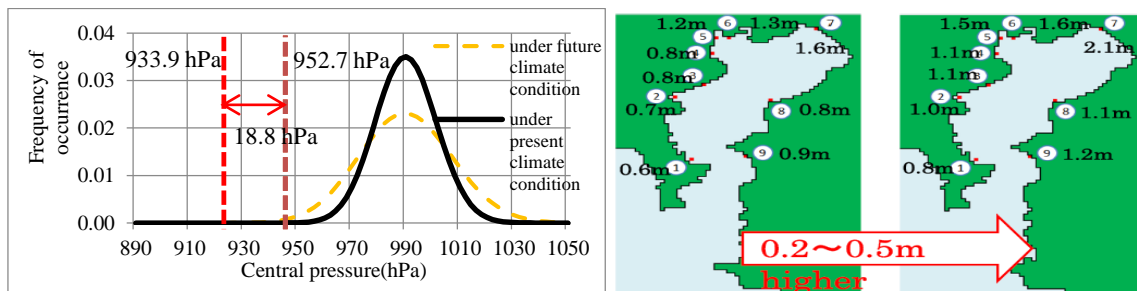 Frequency of
occurrence
0.04
0.03
0.02
0.01
0.00
933.9 hPa
952.7 hPa
18.8 hPa
under future
climate
condition
under
present
climate
condition
890 910 930 950 970 990 1010 1030 1050
Central pressure(hPa)
1.2m 6 1.3m 7
5
4
0.8m
1.6m
0.8m 3
2
0.7m
8 0.8m
9 0.9m
0.6m 1
1.5m 6 1.6m 7
5
4
1.1m
2.1m
1.1m
3
2
1.0m
8 1.1m
9 1.2m
0.8m 1
0.2～0.5m
higher